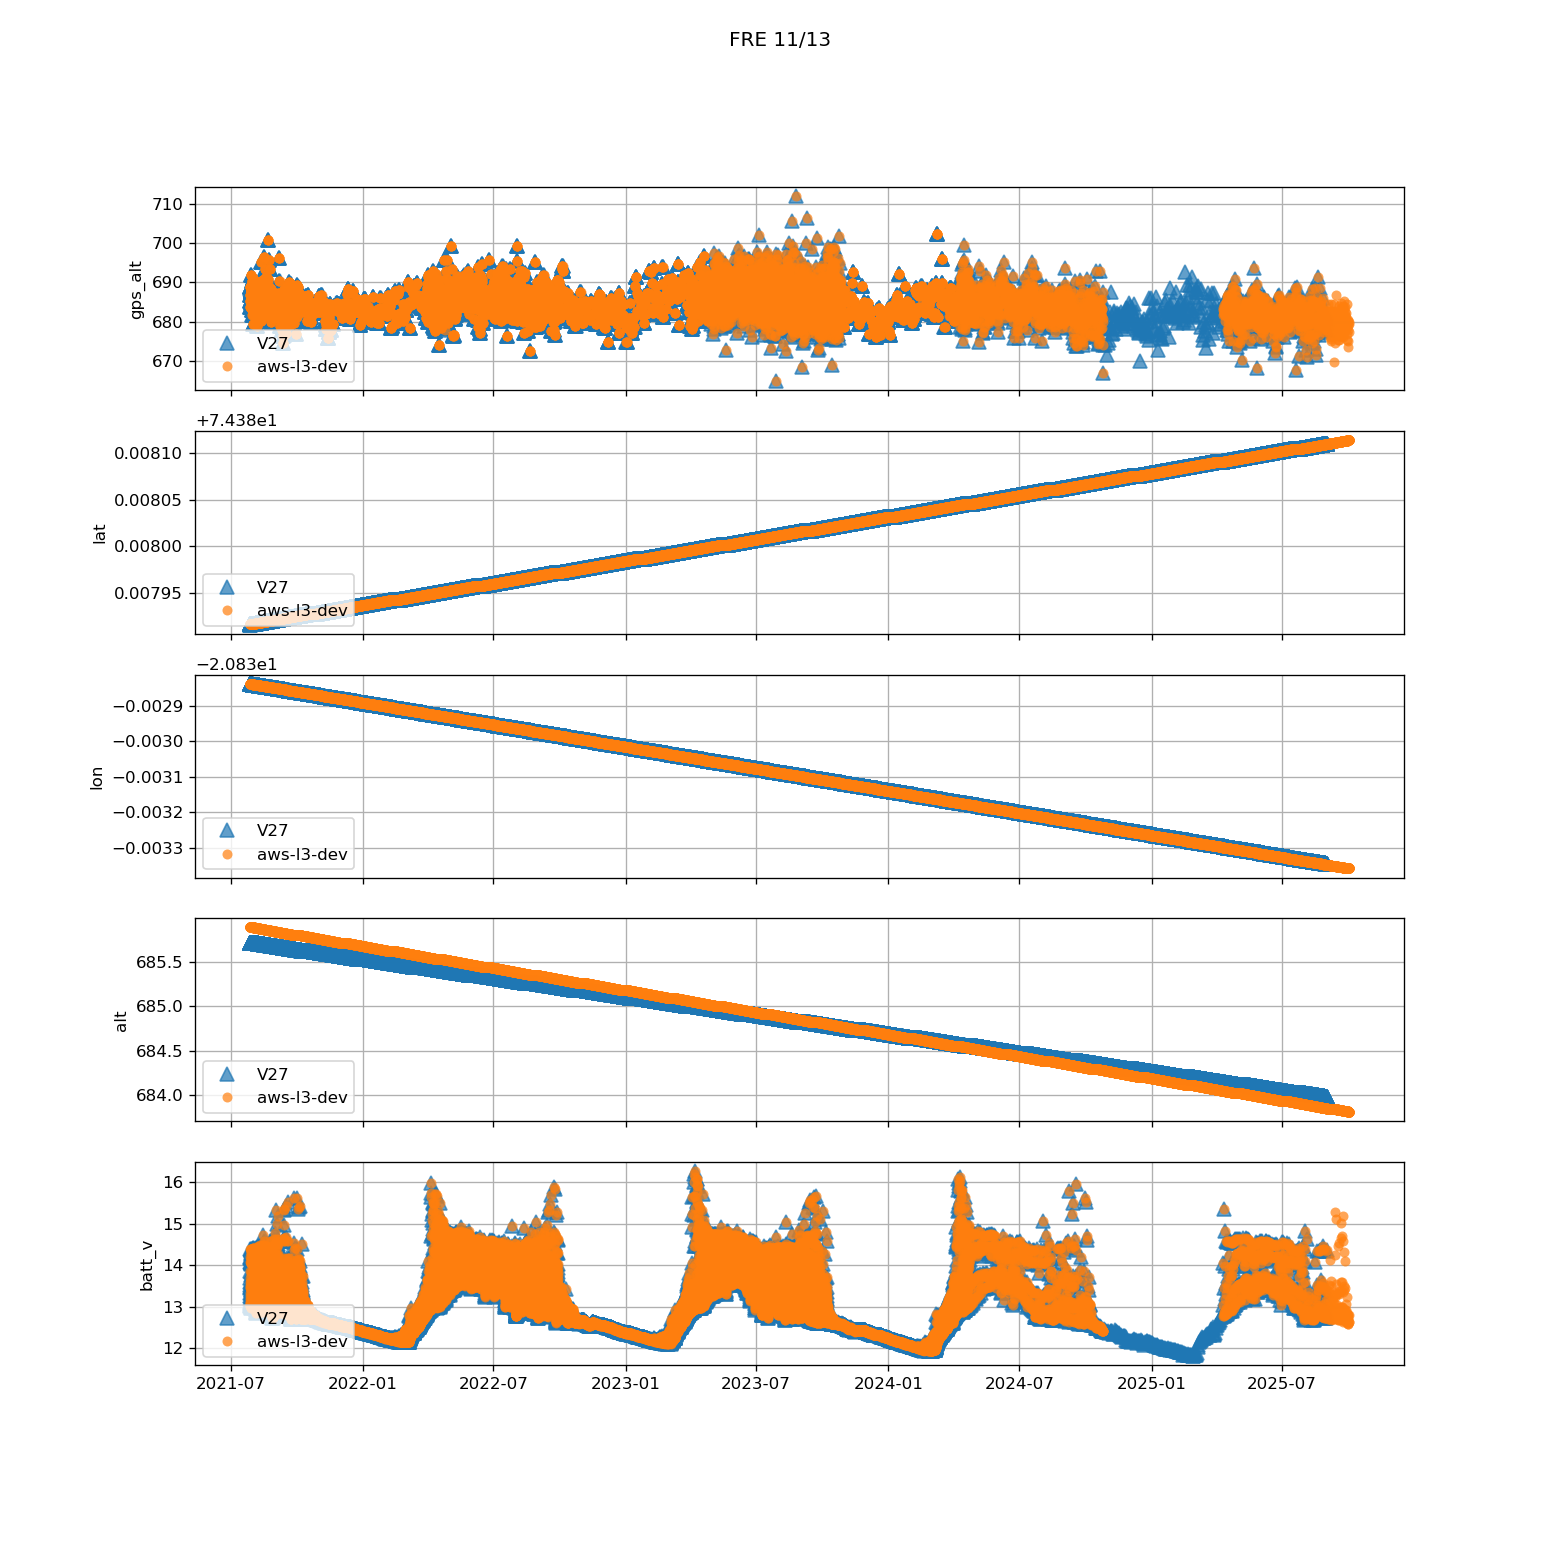 FRE 11/13
710
700
690
680
670
gps_alt
V27
aws-l3-dev
+7.438e1
0.00810
0.00805
0.00800
0.00795
lat
V27
aws-l3-dev
−2.083e1
−0.0029
−0.0030
−0.0031
−0.0032
−0.0033
lon
V27
aws-l3-dev
685.5
685.0
684.5
684.0
alt
V27
aws-l3-dev
16
15
14
13
12
batt_v
V27
aws-l3-dev
2021-07 2022-01 2022-07 2023-01 2023-07 2024-01 2024-07 2025-01 2025-07